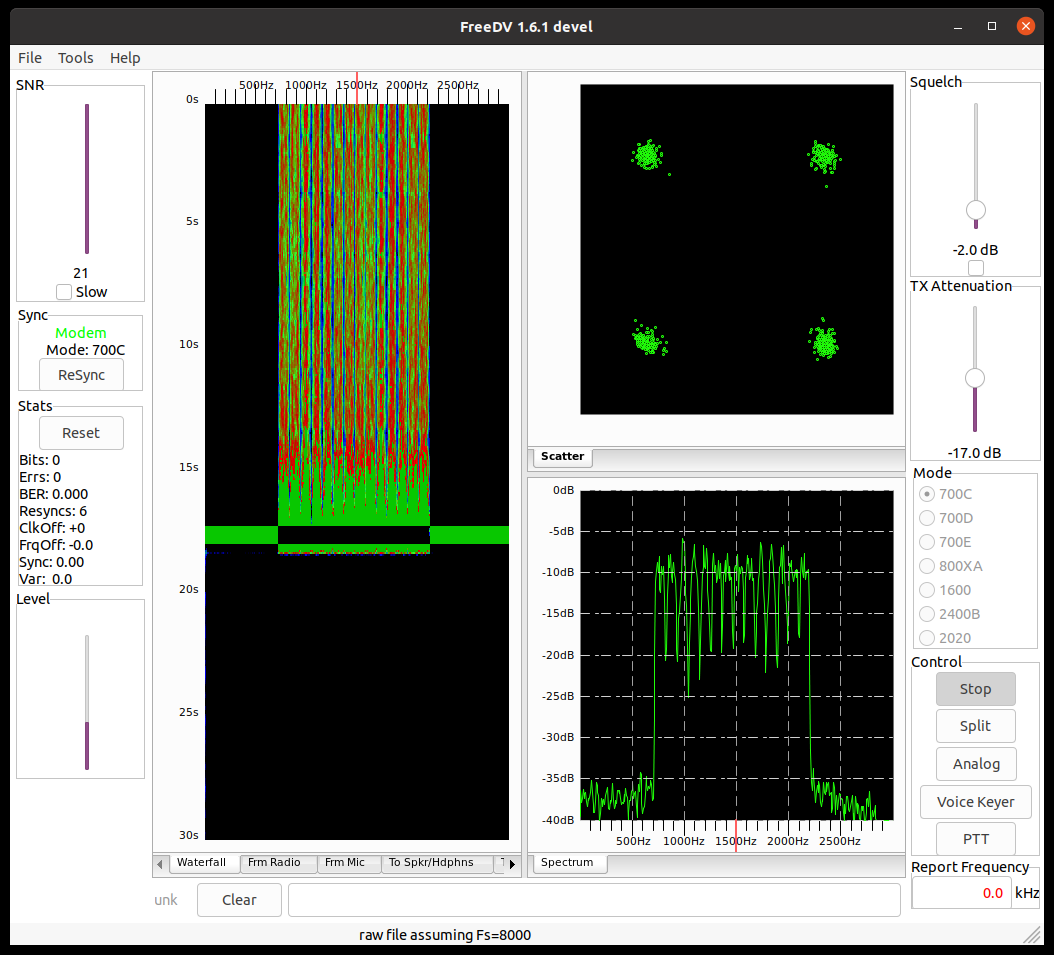 FreeDV 1.6.1 devel
File Tools Help
SNR
21
Slow
Sync
Modem
Mode: 700C
ReSync
Stats
Reset
Bits: 0
Errs: 0
BER: 0.000
Resyncs: 6
ClkOff: +0
FrqOff: -0.0
Sync: 0.00
Var: 0.0
Level
500Hz 1000Hz 1500Hz 2000Hz 2500Hz
0s
5s
10s
15s
20s
25s
30s
Waterfall Frm Radio Frm Mic To Spkr/Hdphns
Scatter
0dB
-5dB
-10dB
-15dB
-20dB
-25dB
-30dB
-35dB
-40dB
500Hz 1000Hz 1500Hz 2000Hz 2500Hz
Spectrum
Squelch
-2.0 dB
TX Attenuation
-17.0 dB
Mode
700C
700D
700E
800XA
1600
2400B
2020
Control
Stop
Split
Analog
Voice Keyer
PTT
Report Frequency
0.0 kHz
unk Clear
raw file assuming Fs=8000